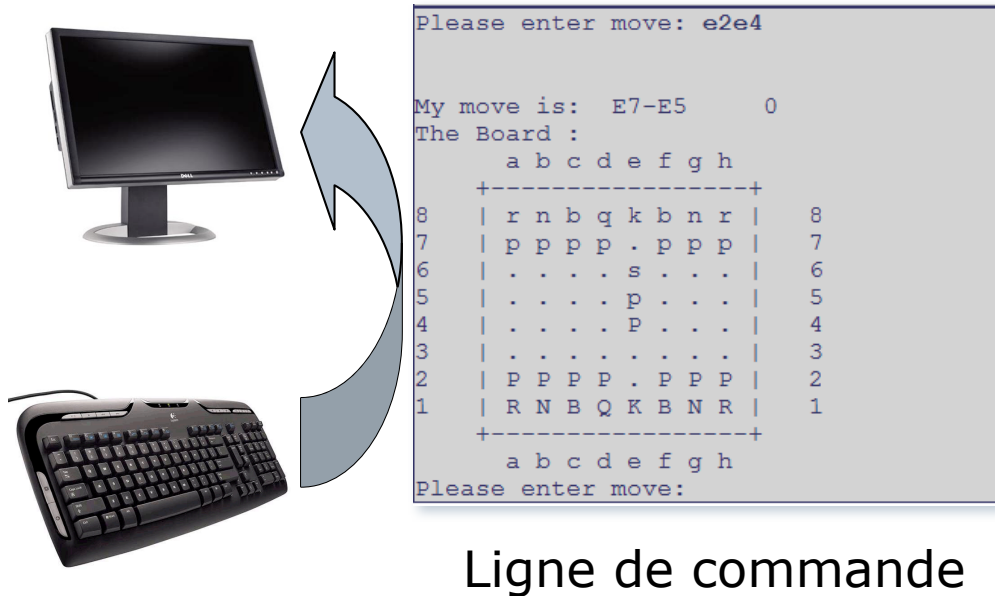 Please enter move: e2e4
My move is:  E7-E5     0
The Board :
      a b c d e f g h
    +-----------------+
8   | r n b q k b n r |   8
7   | p p p p . p p p |   7
6   | . . . . s . . . |   6
5   | . . . . p . . . |   5
4   | . . . . P . . . |   4
3   | . . . . . . . . |   3
2   | P P P P . P P P |   2
1   | R N B Q K B N R |   1
    +-----------------+
      a b c d e f g h
Please enter move:
DELL
Ligne de commande